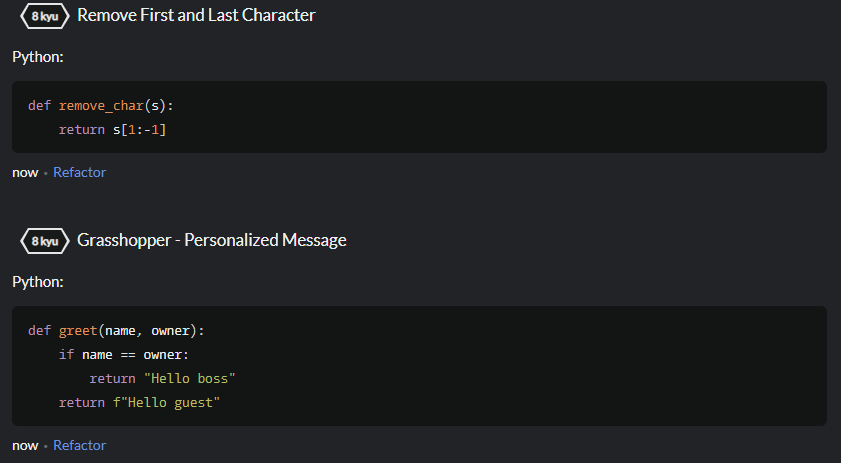 8 kyu Remove First and Last Character
Python:
def remove_char(s):
    return s[1:-1]
now • Refactor
8 kyu Grasshopper - Personalized Message
Python:
def greet(name, owner):
    if name == owner:
        return "Hello boss"
    return f"Hello guest"
now • Refactor